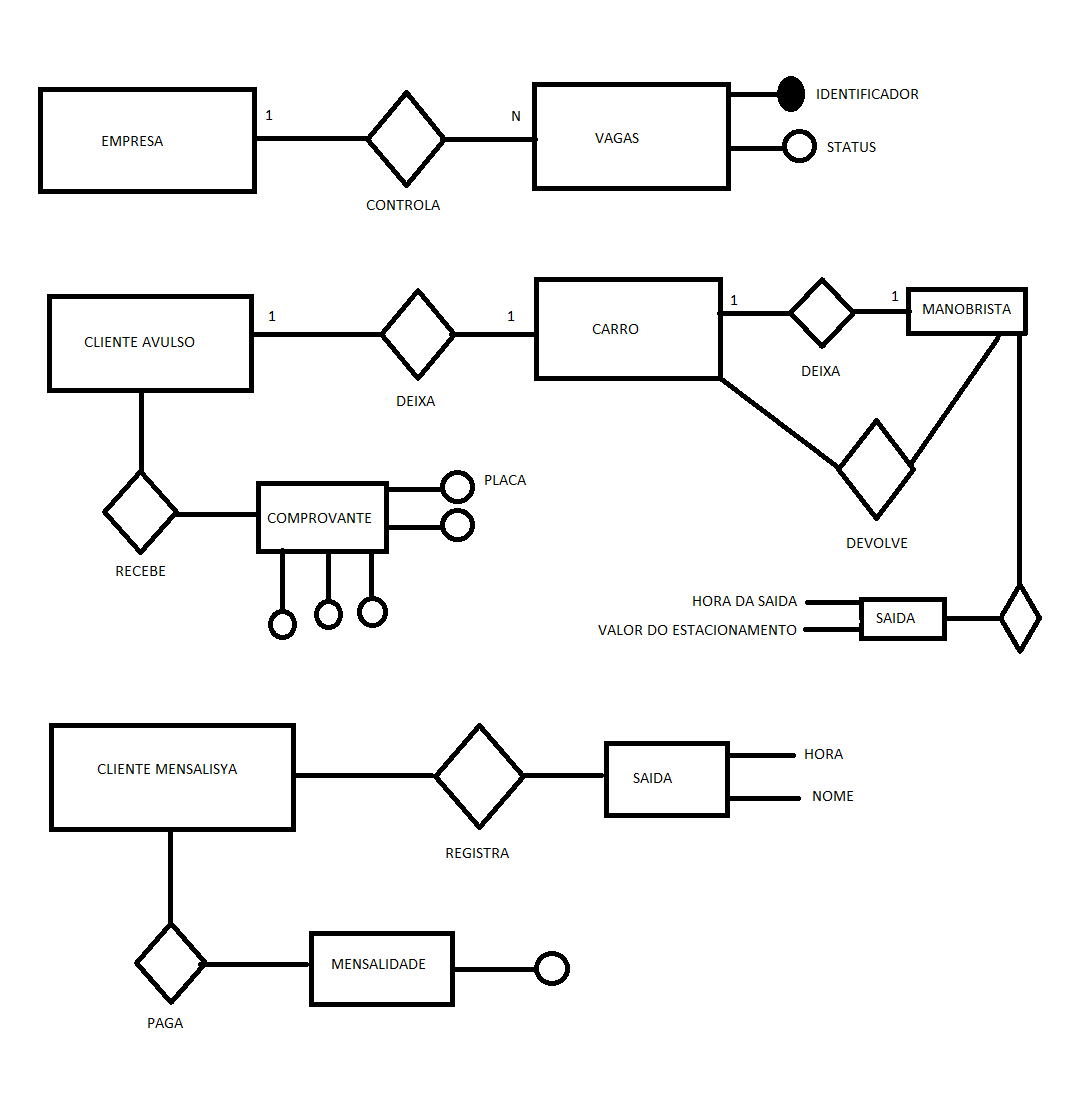 EMPRESA
1
CONTROLA
N
VAGAS
IDENTIFICADOR
STATUS
CLIENTE AVULSO
1
DEIXA
1
CARRO
1
DEIXA
1
MANOBRISTA
DEVOLVE
RECEBE
COMPROVANTE
PLACA
HORA DA SAIDA
VALOR DO ESTACIONAMENTO
SAIDA
CLIENTE MENSALISYA
REGISTRA
SAIDA
HORA
NOME
PAGA
MENSALIDADE